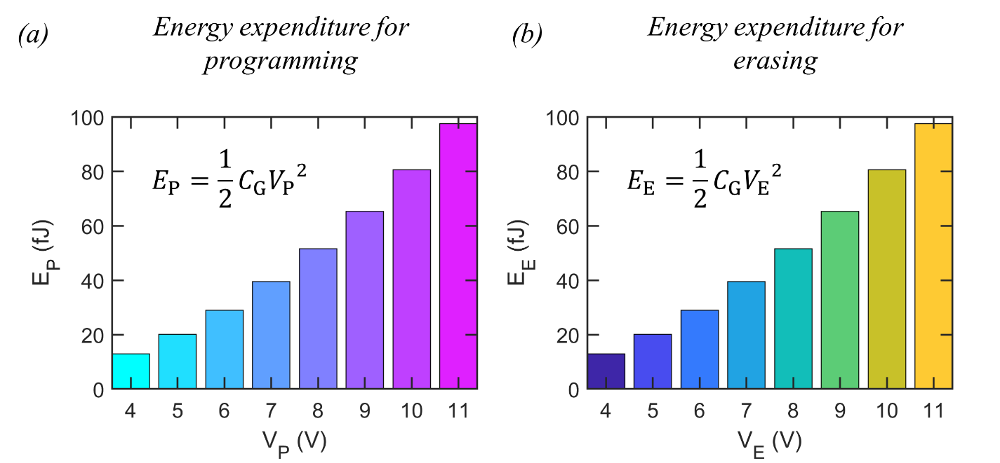 (a)
Energy expenditure for
programming
100
80
60
40
20
0
E_P (fJ)
E_P = 1/2 C_G V_P^2
4 5 6 7 8 9 10 11
V_P (V)
(b)
Energy expenditure for
erasing
100
80
60
40
20
0
E_E (fJ)
E_E = 1/2 C_G V_E^2
4 5 6 7 8 9 10 11
V_E (V)